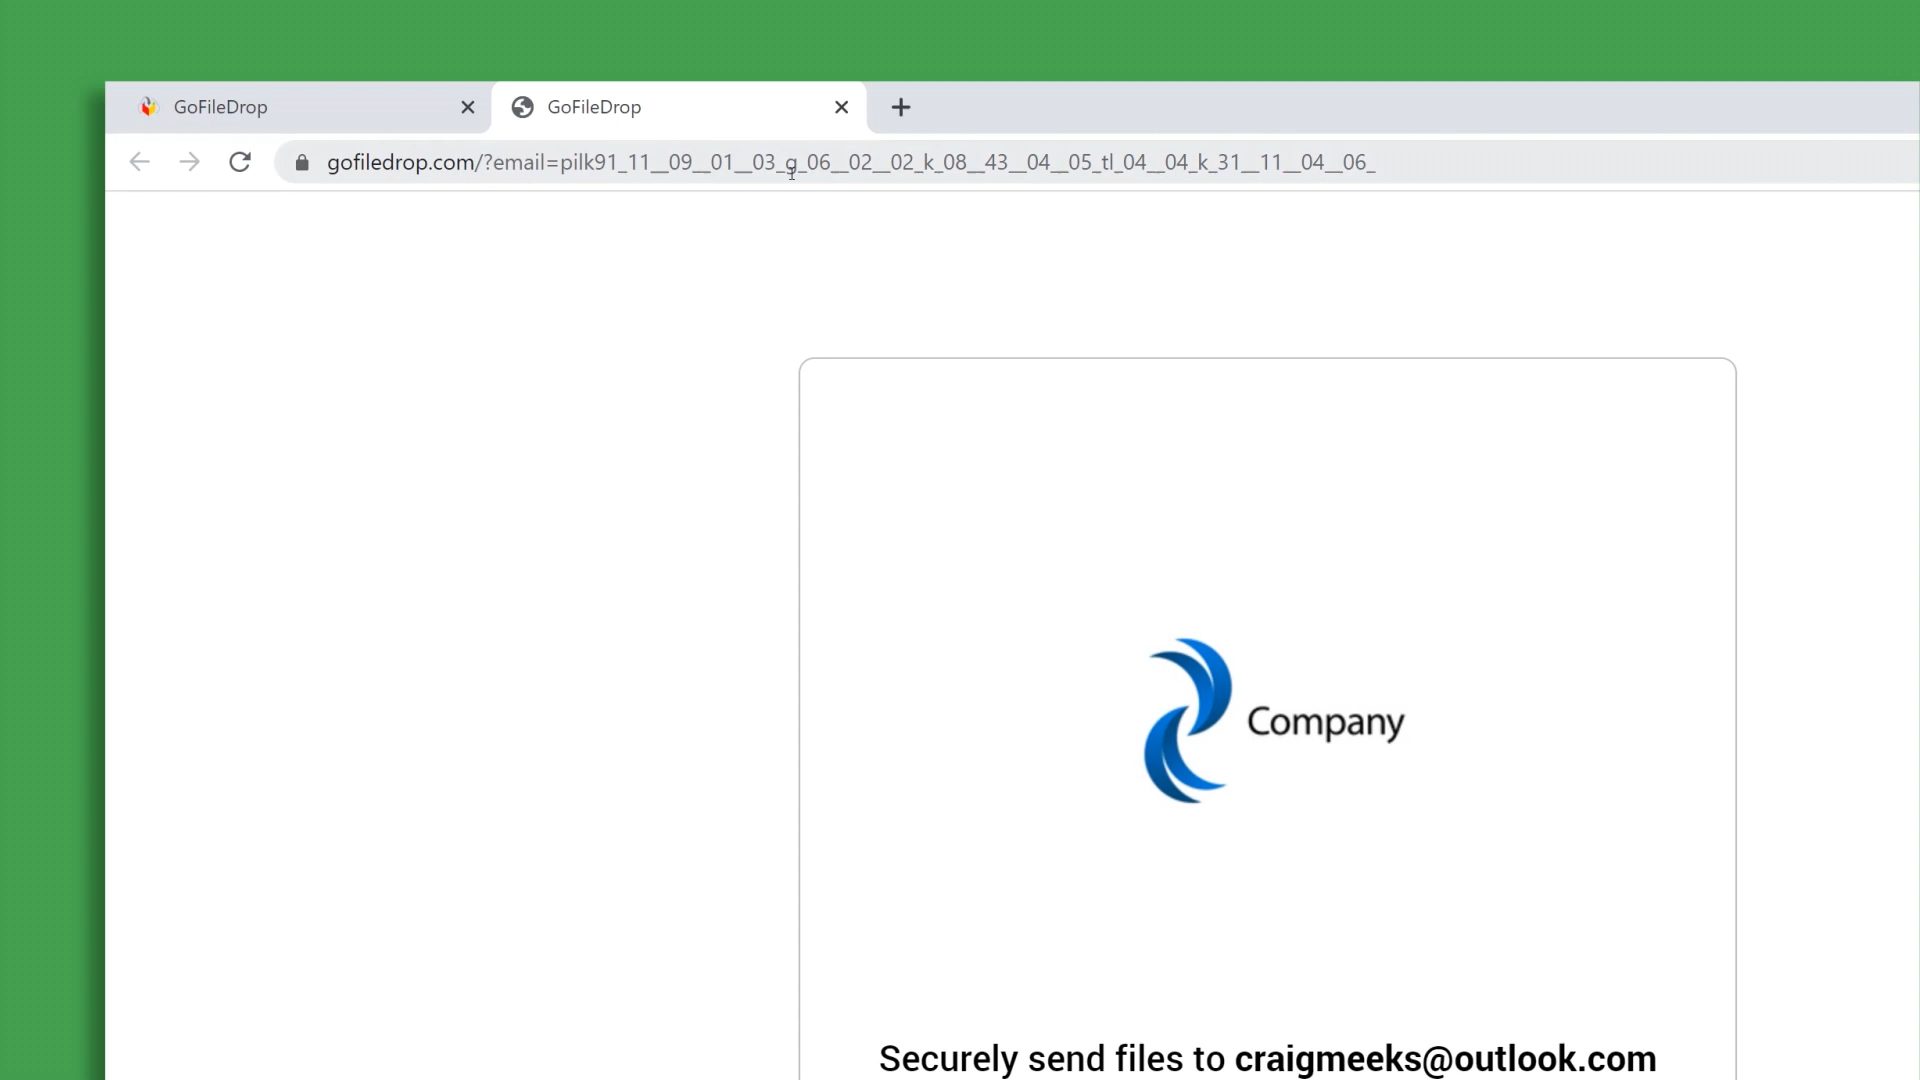 GoFileDrop
GoFileDrop
gofiledrop.com/?email=pilk91_11__09__01__03_g_06__02__02_k_08__43__04__05_tl_04__04_k_31__11__04__06_
Company
Securely send files to craigmeeks@outlook.com